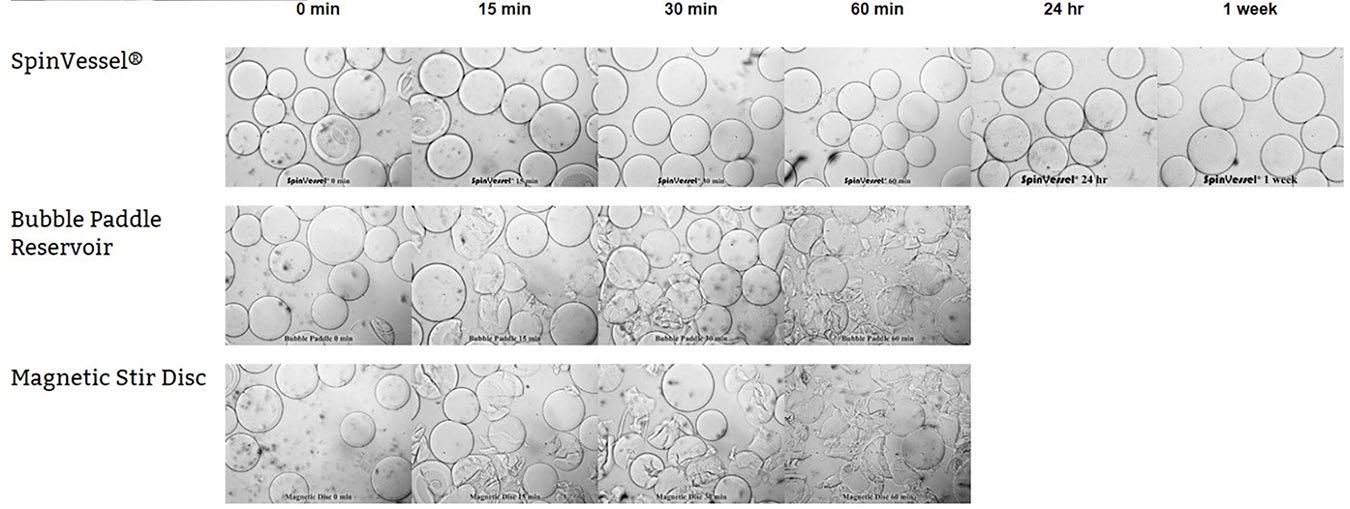 0 min 15 min 30 min 60 min 24 hr 1 week
SpinVessel®
SpinVessel® 0 min SpinVessel® 15 min SpinVessel® 30 min SpinVessel® 60 min SpinVessel® 24 hr SpinVessel® 1 week
Bubble Paddle
Reservoir
Bubble Paddle 0 min Bubble Paddle 15 min Bubble Paddle 30 min Bubble Paddle 60 min
Magnetic Stir Disc
Magnetic Disc 0 min Magnetic Disc 15 min Magnetic Disc 30 min Magnetic Disc 60 min